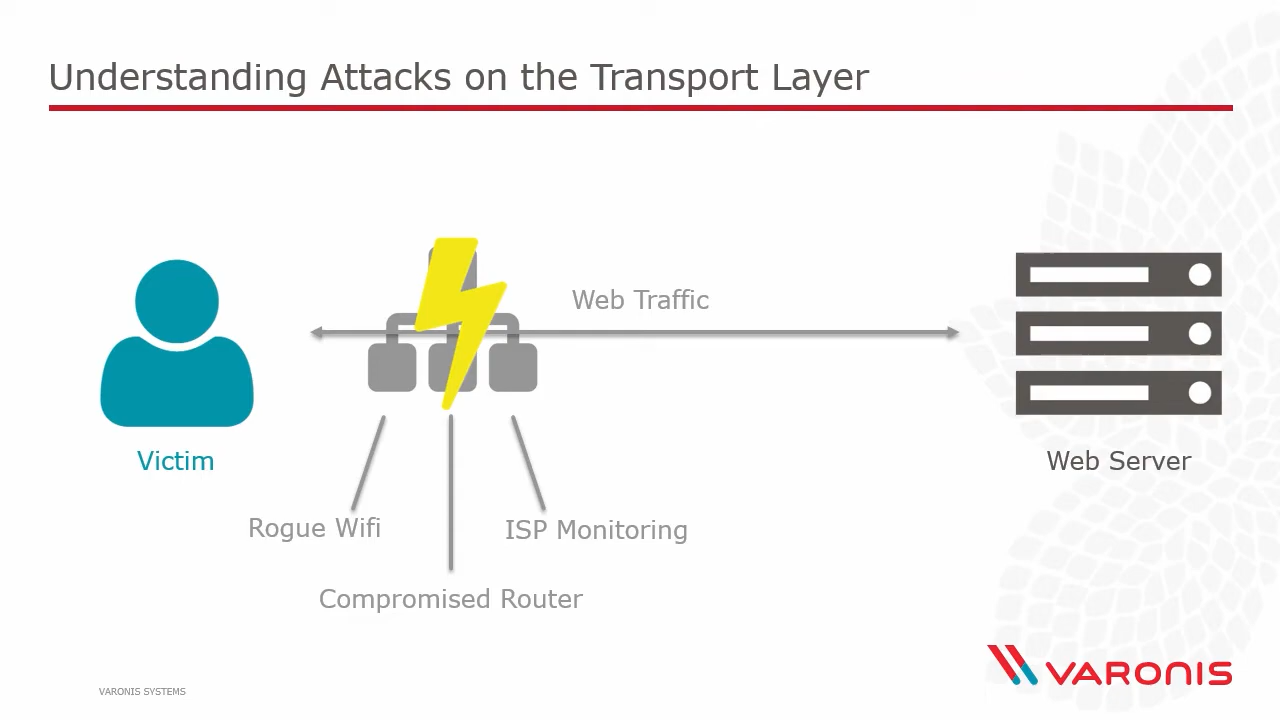 Understanding Attacks on the Transport Layer
Web Traffic
Victim
Web Server
Rogue Wifi
ISP Monitoring
Compromised Router
VARONIS SYSTEMS
VARONIS